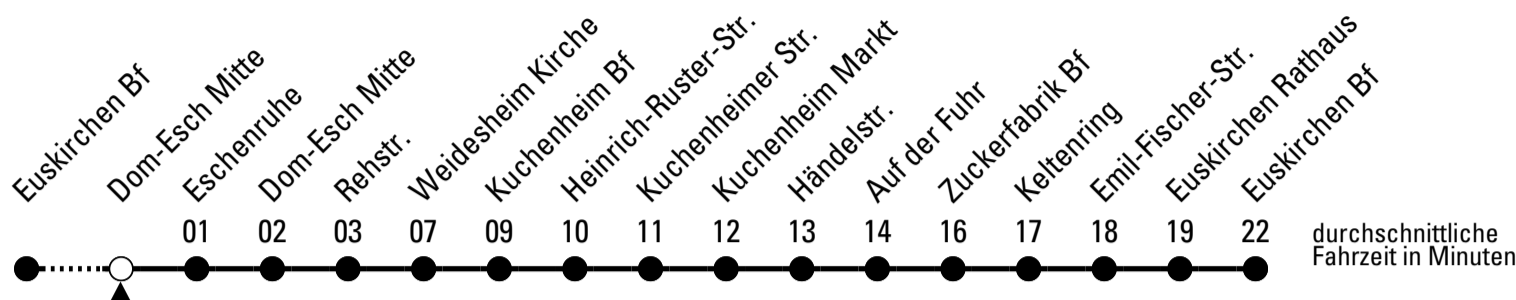 Euskirchen Bf
Dom-Esch Mitte
Eschenruhe
Dom-Esch Mitte
Rehstr.
Weidesheim Kirche
Kuchenheim Bf
Heinrich-Ruster-Str.
Kuchenheimer Str.
Kuchenheim Markt
Händelstr.
Auf der Fuhr
Zuckerfabrik Bf
Keltenring
Emil-Fischer-Str.
Euskirchen Rathaus
Euskirchen Bf
01 02 03 07 09 10 11 12 13 14 16 17 18 19 22
durchschnittliche
Fahrzeit in Minuten